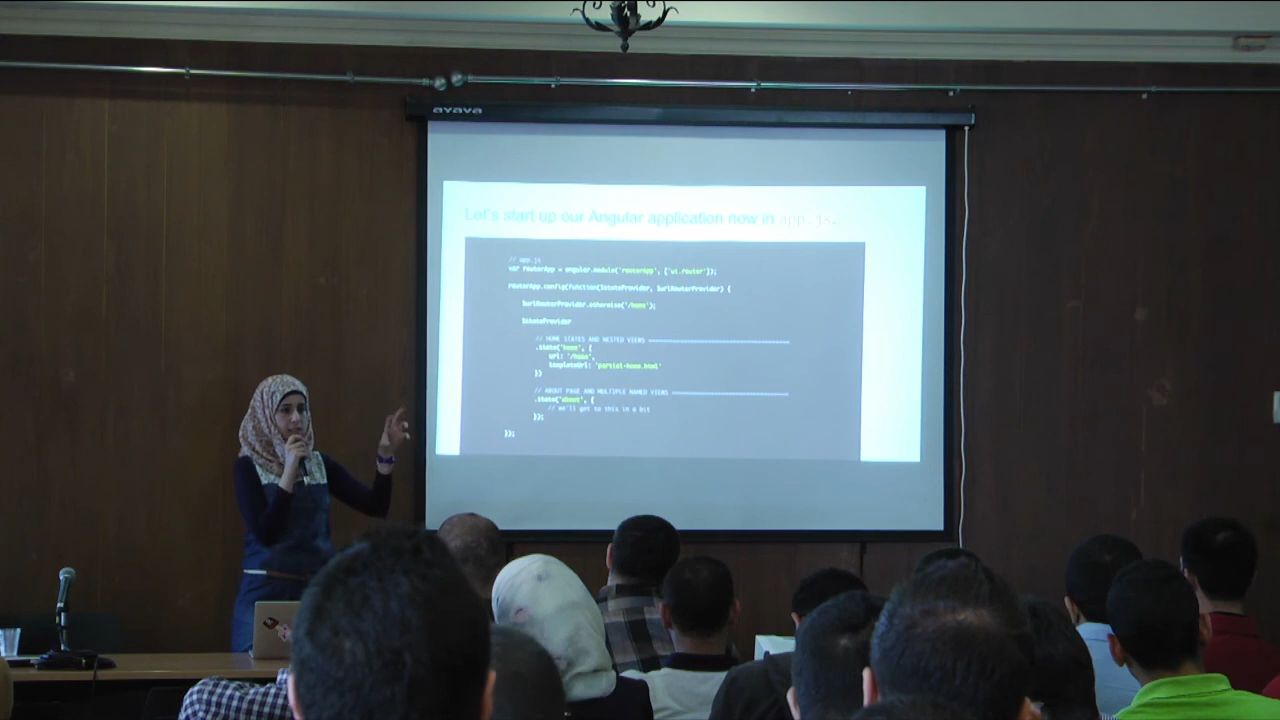 AVAYA
Let's start up our Angular application now in app.js.
// app.js
var routerApp = angular.module('routerApp', ['ui.router']);
routerApp.config(function($stateProvider, $urlRouterProvider) {
$urlRouterProvider.otherwise('/home');
$stateProvider
// HOME STATES AND NESTED VIEWS ========================================
.state('home', {
url: '/home',
templateUrl: 'partial-home.html'
})
// ABOUT PAGE AND MULTIPLE NAMED VIEWS =================================
.state('about', {
// we'll get to this in a bit
});
});